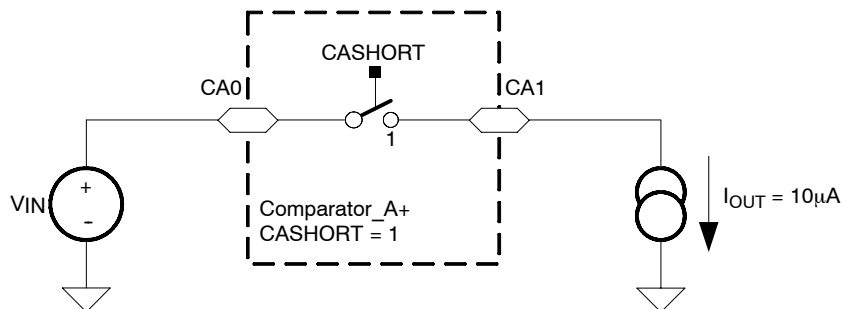 CASHORT
CA0
CA1
1
VIN
+
-
Comparator_A+
CASHORT = 1
IOUT = 10µA